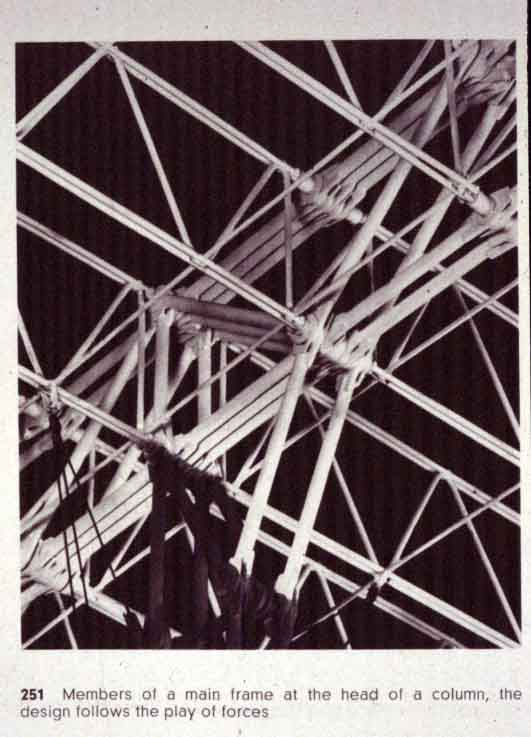 251 Members of a main frame at the head of a column, the
design follows the play of forces